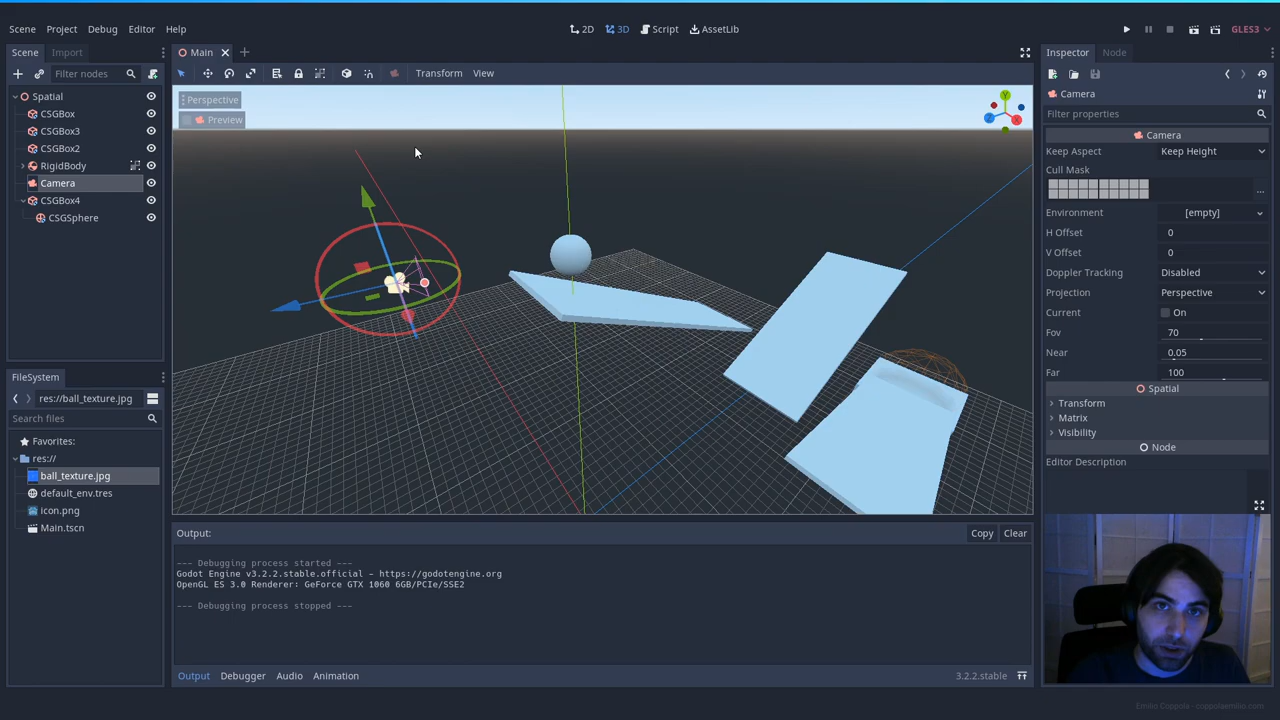 Scene Project Debug Editor Help
2D 3D Script AssetLib
GLES3
Scene Import
Filter nodes
Spatial
CSGBox
CSGBox3
CSGBox2
RigidBody
Camera
CSGBox4
CSGSphere
FileSystem
res://ball_texture.jpg
Search files
Favorites:
res://
ball_texture.jpg
default_env.tres
icon.png
Main.tscn
Main
Transform View
Perspective
Preview
Y
Z
X
Output:
Copy Clear
--- Debugging process started ---
Godot Engine v3.2.2.stable.official - https://godotengine.org
OpenGL ES 3.0 Renderer: GeForce GTX 1060 6GB/PCIe/SSE2
--- Debugging process stopped ---
Output Debugger Audio Animation
3.2.2.stable
Inspector Node
Camera
Filter properties
Camera
Keep Aspect Keep Height
Cull Mask
...
Environment [empty]
H Offset 0
V Offset 0
Doppler Tracking Disabled
Projection Perspective
Current On
Fov 70
Near 0.05
Far 100
Spatial
Transform
Matrix
Visibility
Node
Editor Description
Emilio Coppola - coppolaemilio.com